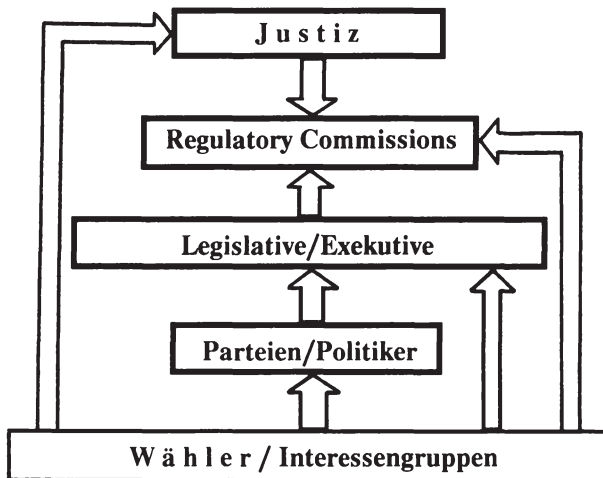 Justiz
Regulatory Commissions
Legislative/Exekutive
Parteien/Politiker
Wähler/Interessengruppen